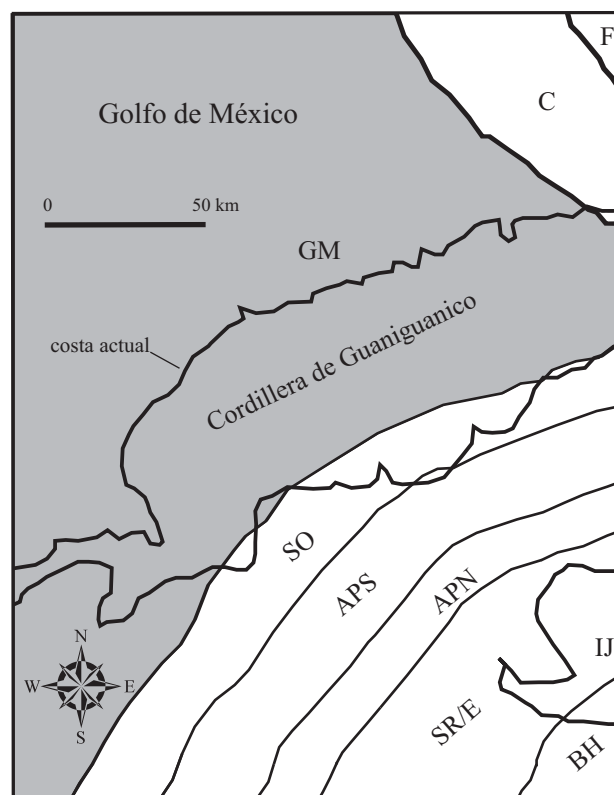 F
C
Golfo de México
0 50 km
GM
costa actual
Cordillera de Guaniguanico
SO
APS
APN
IJ
SR/E
BH
N
W E
S